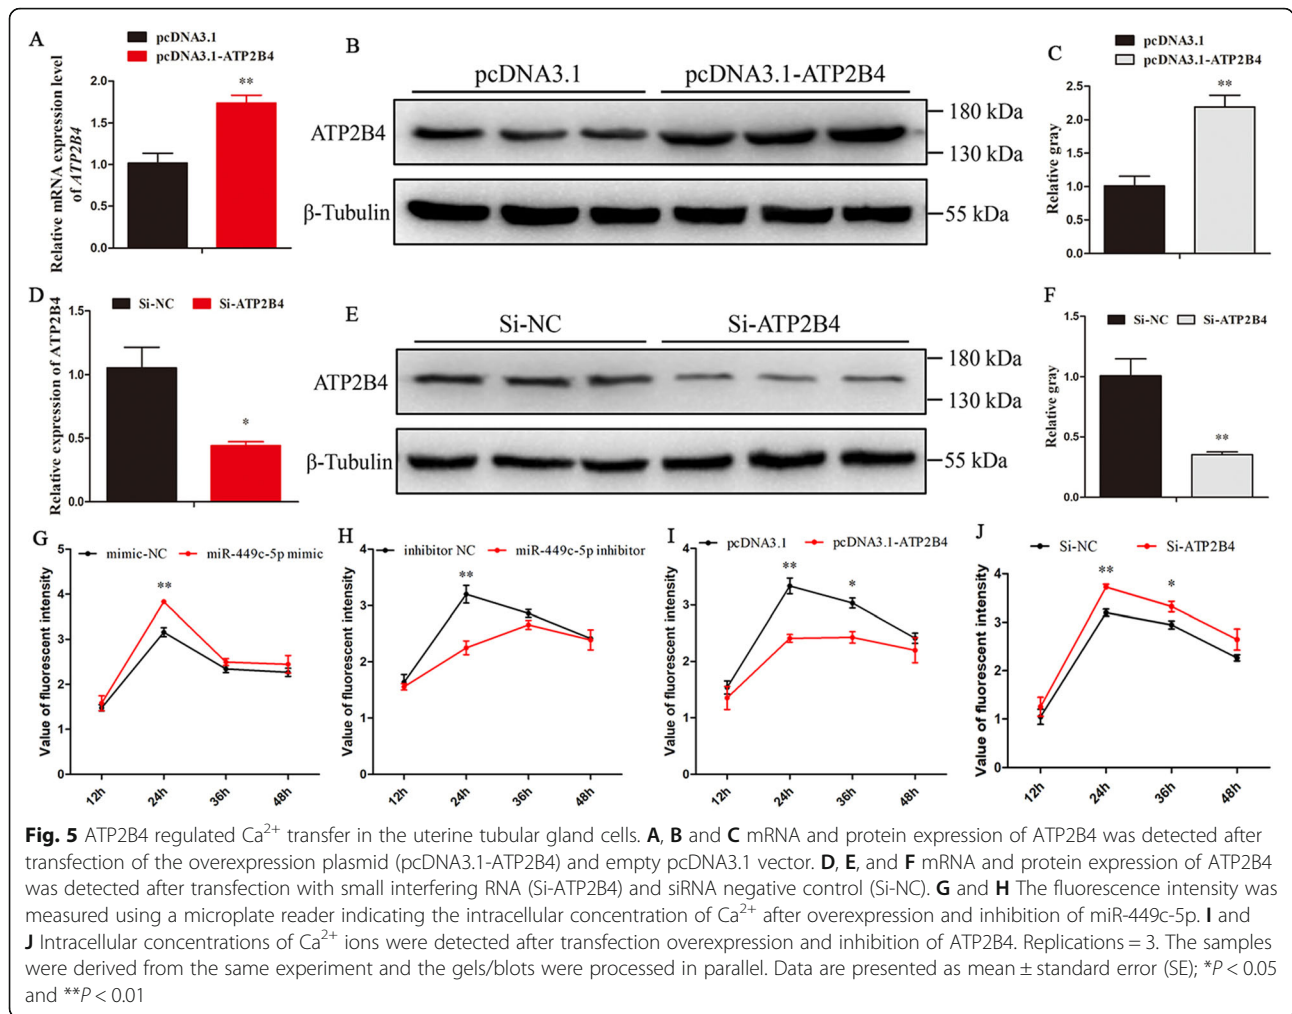 A
pcDNA3.1
pcDNA3.1-ATP2B4
Relative mRNA expression level
of ATP2B4
2.0
1.5
1.0
0.5
0.0
**
B
pcDNA3.1
pcDNA3.1-ATP2B4
ATP2B4
180 kDa
130 kDa
β-Tubulin
55 kDa
C
pcDNA3.1
pcDNA3.1-ATP2B4
Relative gray
2.5
2.0
1.5
1.0
0.5
0.0
**
D
Si-NC
Si-ATP2B4
Relative expression of ATP2B4
1.5
1.0
0.5
0.0
*
E
Si-NC
Si-ATP2B4
ATP2B4
180 kDa
130 kDa
β-Tubulin
55 kDa
F
Si-NC
Si-ATP2B4
Relative gray
1.5
1.0
0.5
0.0
**
G
mimic-NC
miR-449c-5p mimic
Value of fluorescent intensity
5
4
3
2
1
0
**
12h
24h
36h
48h
H
inhibitor NC
miR-449c-5p inhibitor
Value of fluorescent intensity
4
3
2
1
0
**
12h
24h
36h
48h
I
pcDNA3.1
pcDNA3.1-ATP2B4
Value of fluorescent intensity
4
3
2
1
0
**
*
12h
24h
36h
48h
J
Si-NC
Si-ATP2B4
Value of fluorescent intensity
4
3
2
1
0
**
*
12h
24h
36h
48h
Fig. 5 ATP2B4 regulated Ca²⁺ transfer in the uterine tubular gland cells. A, B and C mRNA and protein expression of ATP2B4 was detected after
transfection of the overexpression plasmid (pcDNA3.1-ATP2B4) and empty pcDNA3.1 vector. D, E, and F mRNA and protein expression of ATP2B4
was detected after transfection with small interfering RNA (Si-ATP2B4) and siRNA negative control (Si-NC). G and H The fluorescence intensity was
measured using a microplate reader indicating the intracellular concentration of Ca²⁺ after overexpression and inhibition of miR-449c-5p. I and
J Intracellular concentrations of Ca²⁺ ions were detected after transfection overexpression and inhibition of ATP2B4. Replications = 3. The samples
were derived from the same experiment and the gels/blots were processed in parallel. Data are presented as mean ± standard error (SE); *P < 0.05
and **P < 0.01